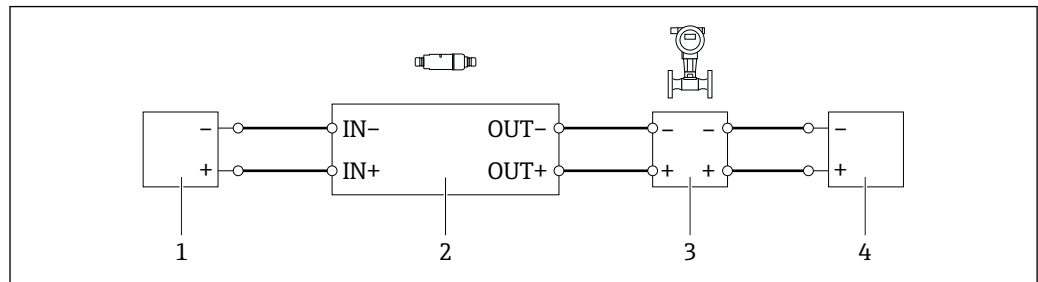 − IN− OUT− − − −
+ IN+ OUT+ + + +
1 2 3 4